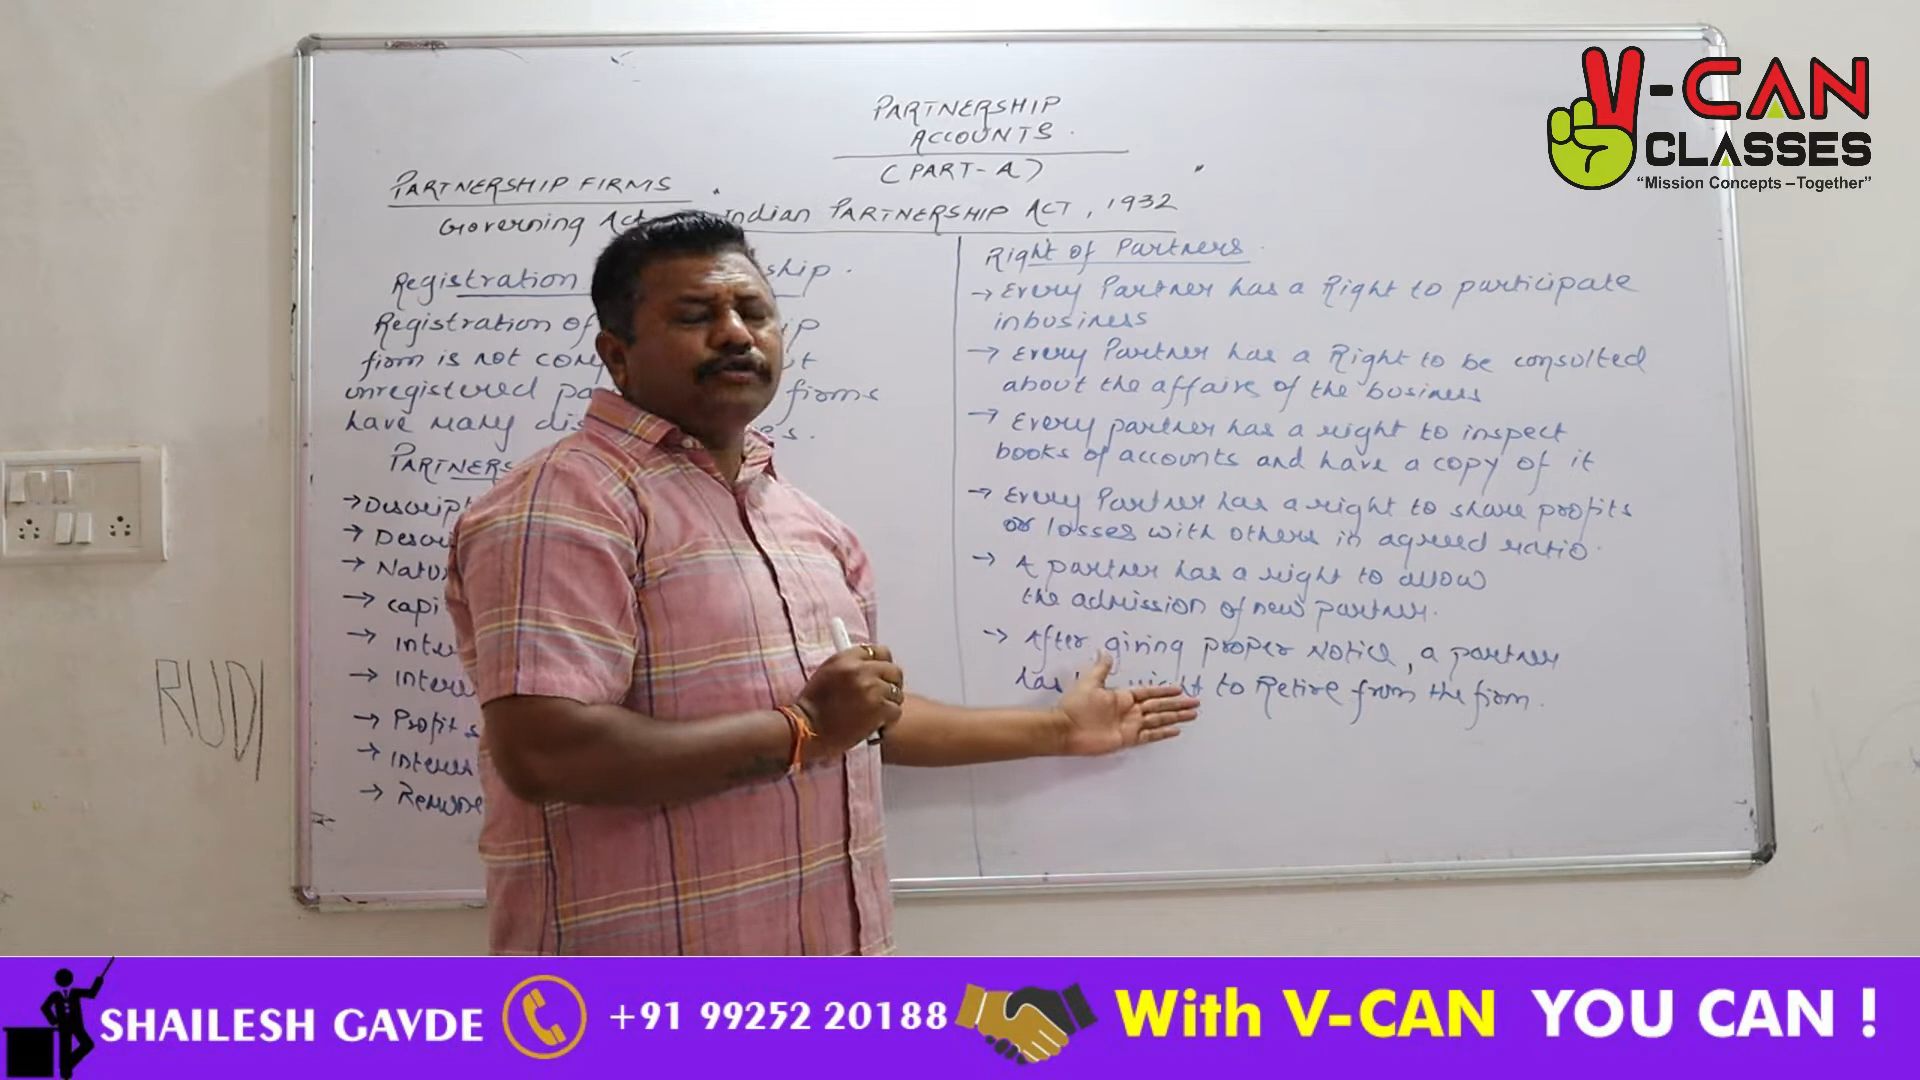 PARTNERSHIP
ACCOUNTS
(PART-A)
PARTNERSHIP FIRMS
Governing Act Indian PARTNERSHIP ACT, 1932
Registration ship.
Registration of ip
firm is not
unregistered firms
have many
Right of Partners
→ Every Partner has a Right to participate
in business
→ Every Partner has a Right to be consulted
about the affairs of the business
→ Every partner has a right to inspect
books of accounts and have a copy of it
→ Every Partner has a right to share profits
or losses with others in agreed ratio.
→ A partner has a right to allow
the admission of new partner.
→ After giving proper Notice, a partner
has right to Retire from the firm.
RUDI
V-CAN
CLASSES
“Mission Concepts –Together”
SHAILESH GAVDE
+91 99252 20188
With V-CAN YOU CAN !